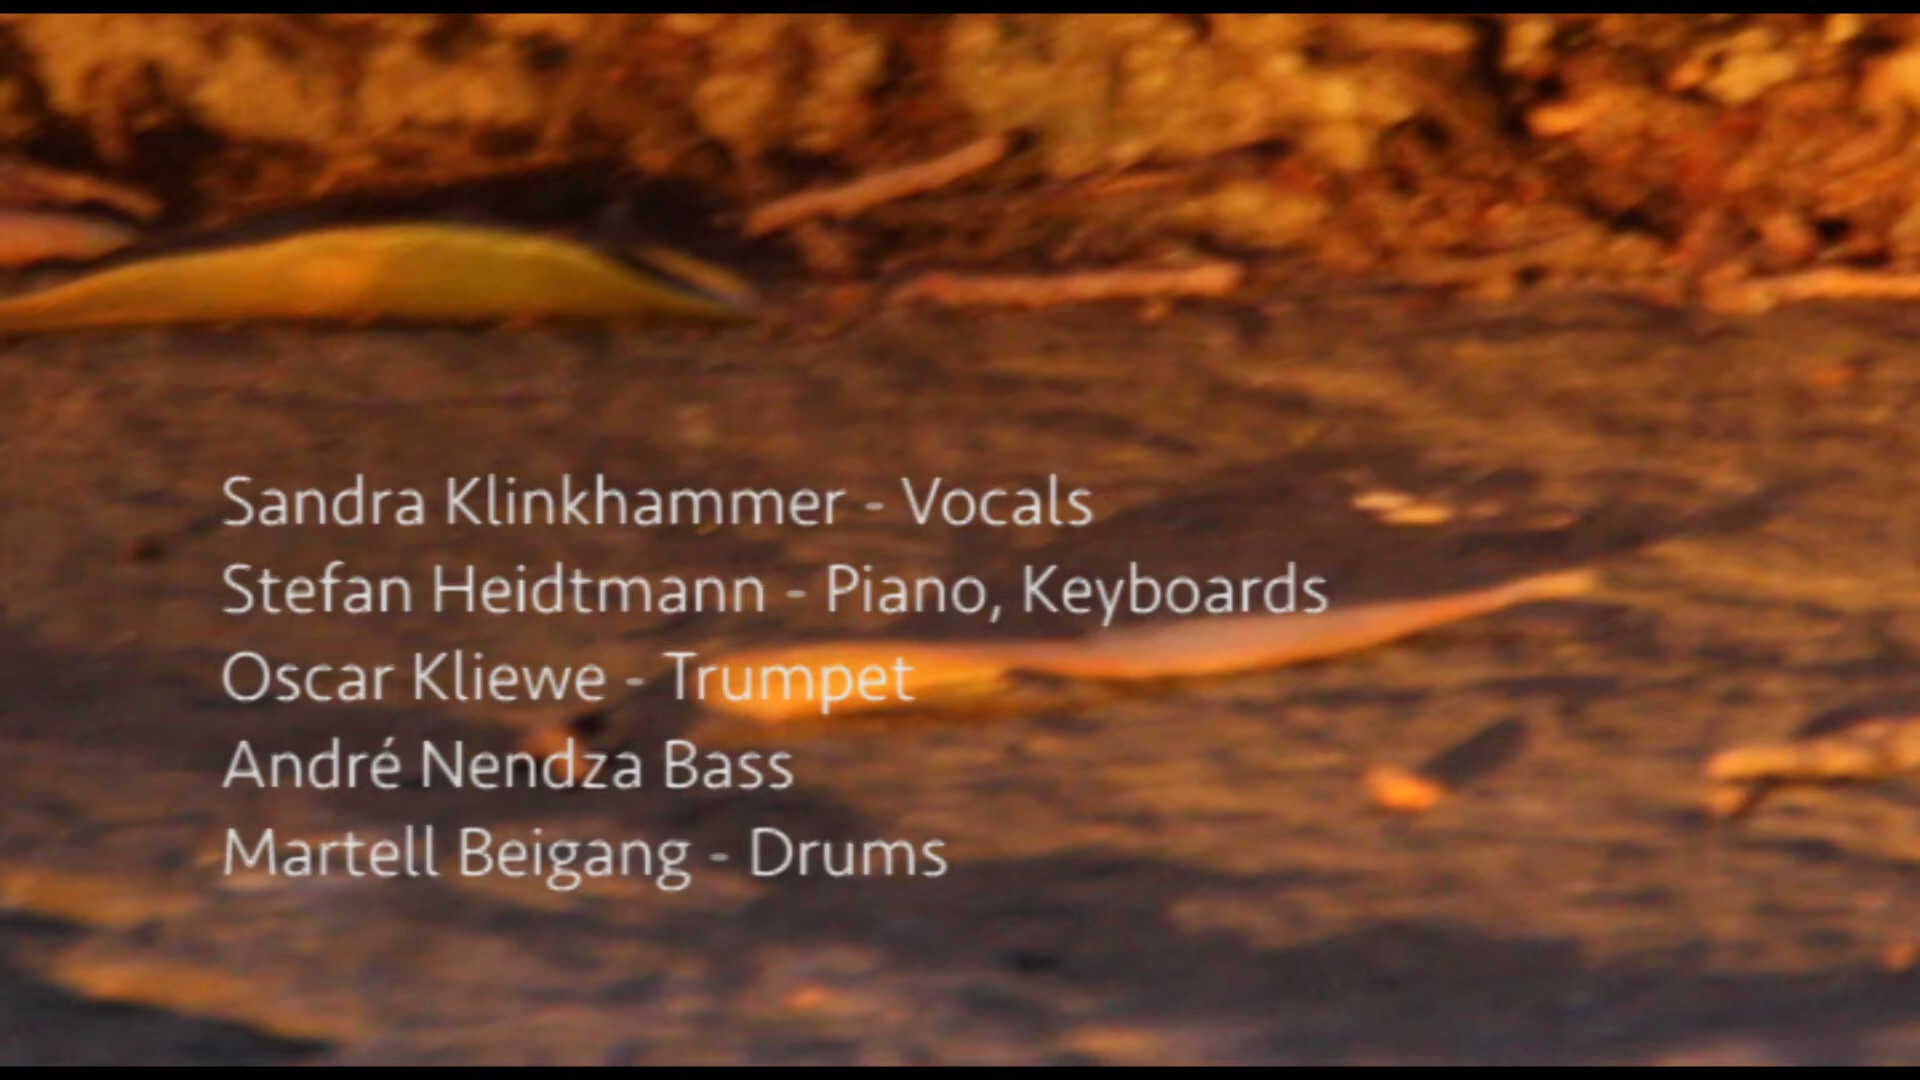 Sandra Klinkhammer - Vocals
Stefan Heidtmann - Piano, Keyboards
Oscar Kliewe - Trumpet
André Nendza Bass
Martell Beigang - Drums